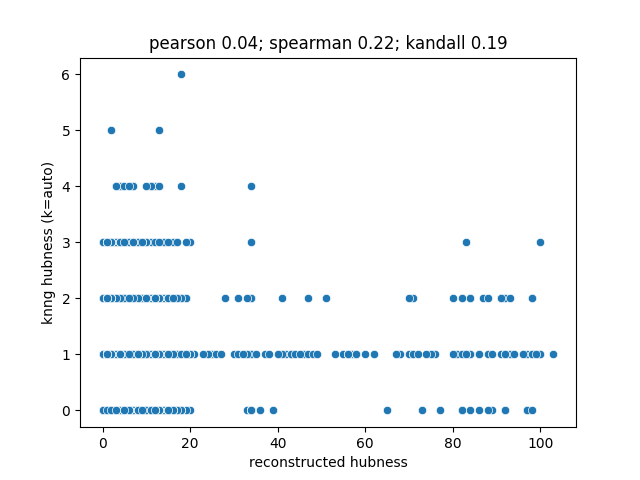 pearson 0.04; spearman 0.22; kandall 0.19
6
5
4
3
2
1
0
knng hubness (k=auto)
0 20 40 60 80 100
reconstructed hubness